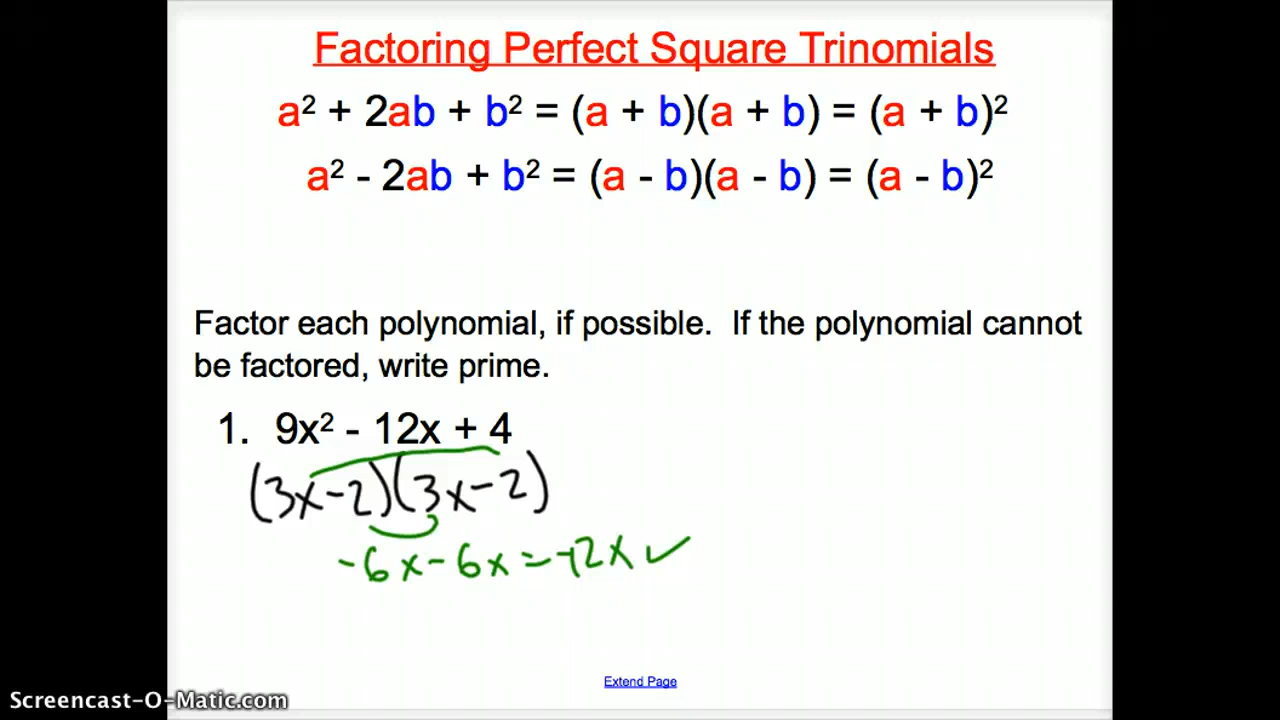 Factoring Perfect Square Trinomials
a² + 2ab + b² = (a + b)(a + b) = (a + b)²
a² - 2ab + b² = (a - b)(a - b) = (a - b)²
Factor each polynomial, if possible. If the polynomial cannot
be factored, write prime.
1. 9x² - 12x + 4
(3x-2)(3x-2)
-6x-6x=-12x✓
Extend Page
Screencast-O-Matic.com